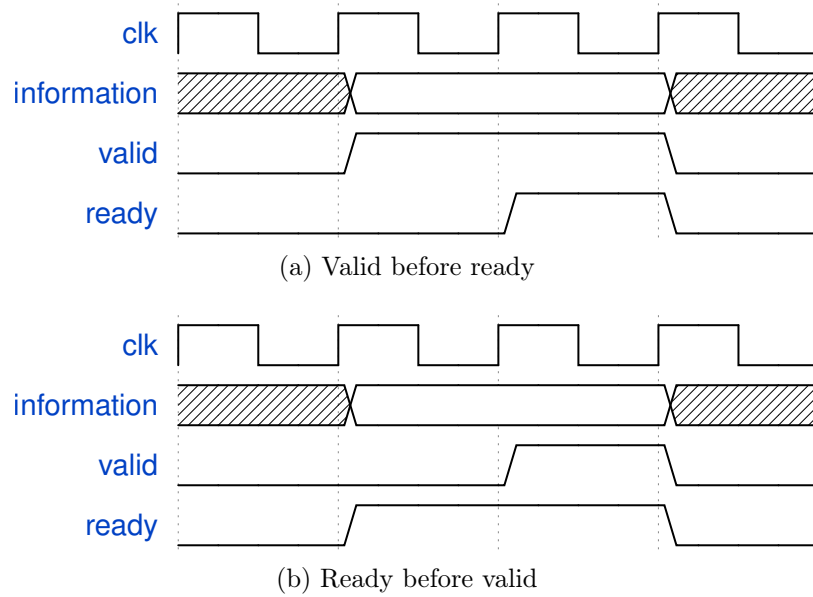 clk
information
valid
ready
(a) Valid before ready
clk
information
valid
ready
(b) Ready before valid